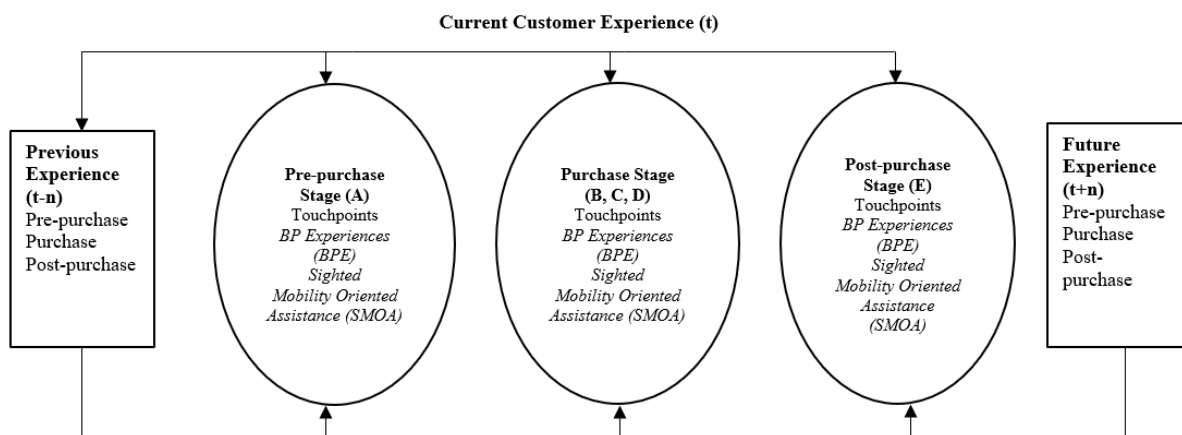 Current Customer Experience (t)
Previous
Experience
(t-n)
Pre-purchase
Purchase
Post-purchase
Pre-purchase
Stage (A)
Touchpoints
BP Experiences
(BPE)
Sighted
Mobility Oriented
Assistance (SMOA)
Purchase Stage
(B, C, D)
Touchpoints
BP Experiences
(BPE)
Sighted
Mobility Oriented
Assistance (SMOA)
Post-purchase
Stage (E)
Touchpoints
BP Experiences
(BPE)
Sighted
Mobility Oriented
Assistance
(SMOA)
Future
Experience
(t+n)
Pre-purchase
Purchase
Post-
purchase